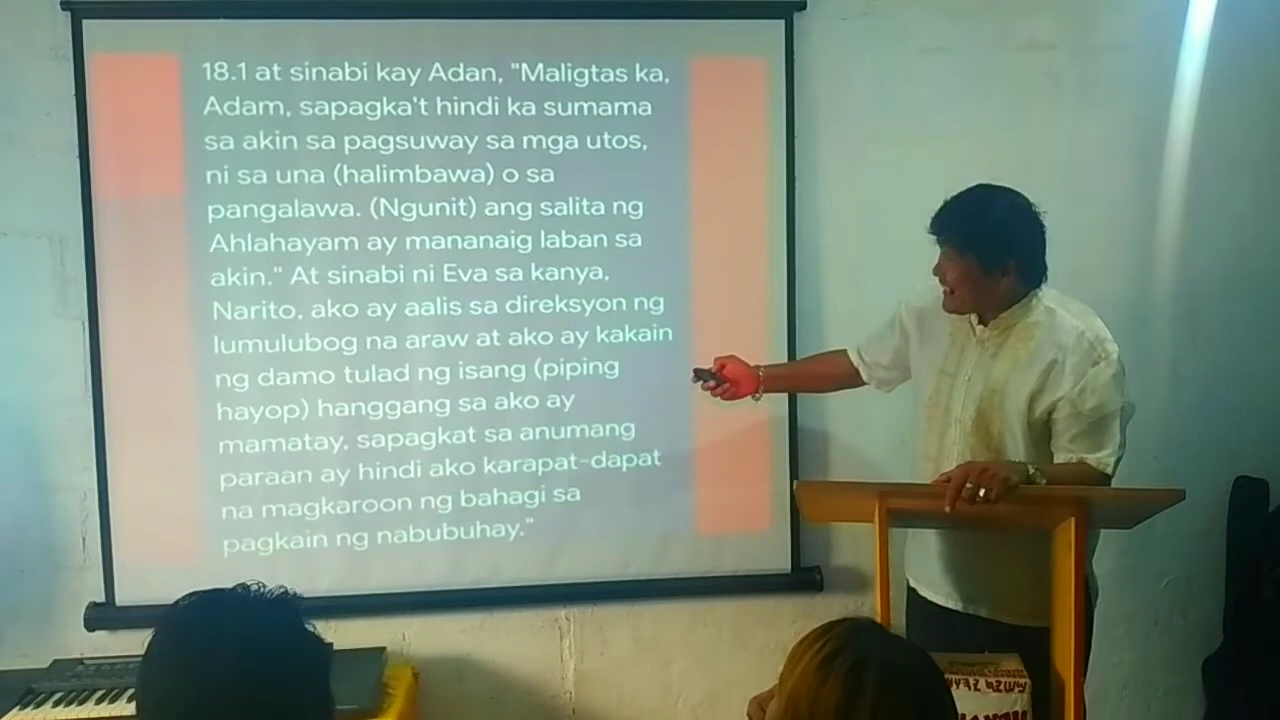 18.1 at sinabi kay Adan, "Maligtas ka,
Adam, sapagka't hindi ka sumama
sa akin sa pagsuway sa mga utos,
ni sa una (halimbawa) o sa
pangalawa. (Ngunit) ang salita ng
Ahlahayam ay mananaig laban sa
akin." At sinabi ni Eva sa kanya,
Narito, ako ay aalis sa direksyon ng
lumulubog na araw at ako ay kakain
ng damo tulad ng isang (piping
hayop) hanggang sa ako ay
mamatay, sapagkat sa anumang
paraan ay hindi ako karapat-dapat
na magkaroon ng bahagi sa
pagkain ng nabubuhay."